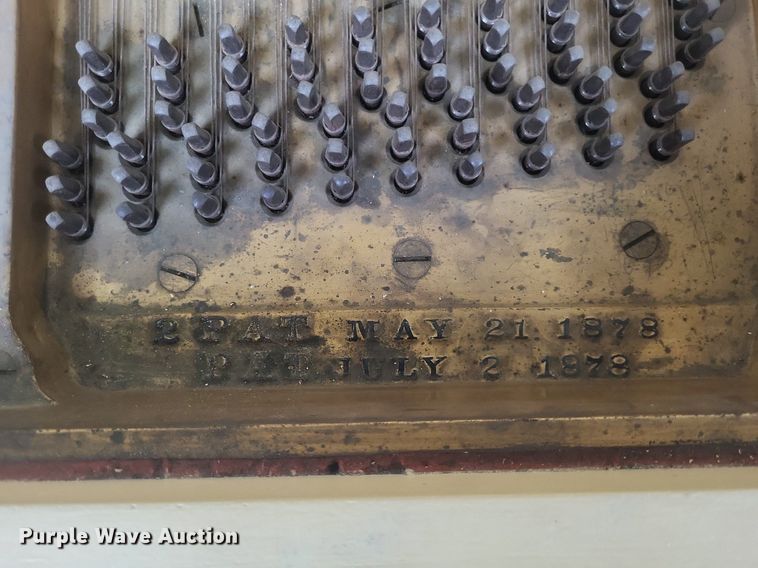 2 PAT. MAY 21. 1878
PAT. JULY 2 1878
Purple Wave Auction